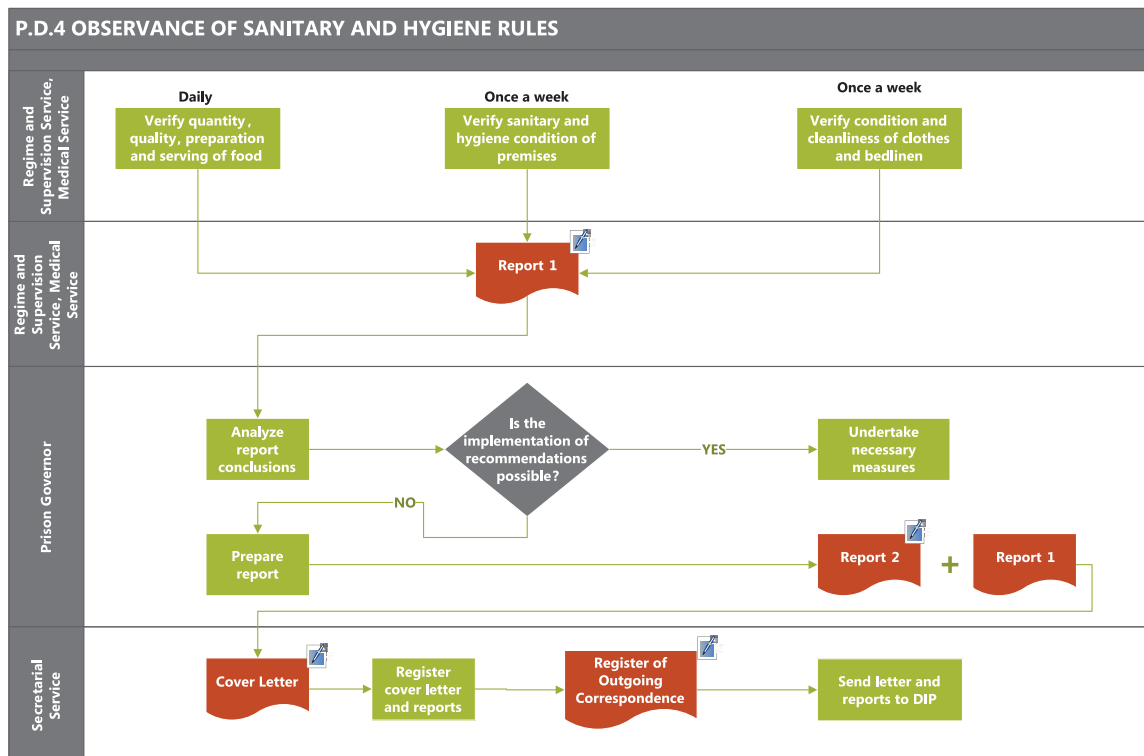 P.D.4 OBSERVANCE OF SANITARY AND HYGIENE RULES
Regime and
Supervision Service,
Medical Service
Daily
Verify quantity,
quality, preparation
and serving of food
Once a week
Verify sanitary and
hygiene condition of
premises
Once a week
Verify condition and
cleanliness of clothes
and bedlinen
Regime and
Supervision
Service, Medical
Service
Report 1
Prison Governor
Analyze
report
conclusions
Is the
implementation of
recommendations
possible?
YES
Undertake
necessary
measures
NO
Prepare
report
Report 2
+
Report 1
Secretarial
Service
Cover Letter
Register
cover letter
and reports
Register of
Outgoing
Correspondence
Send letter and
reports to DIP